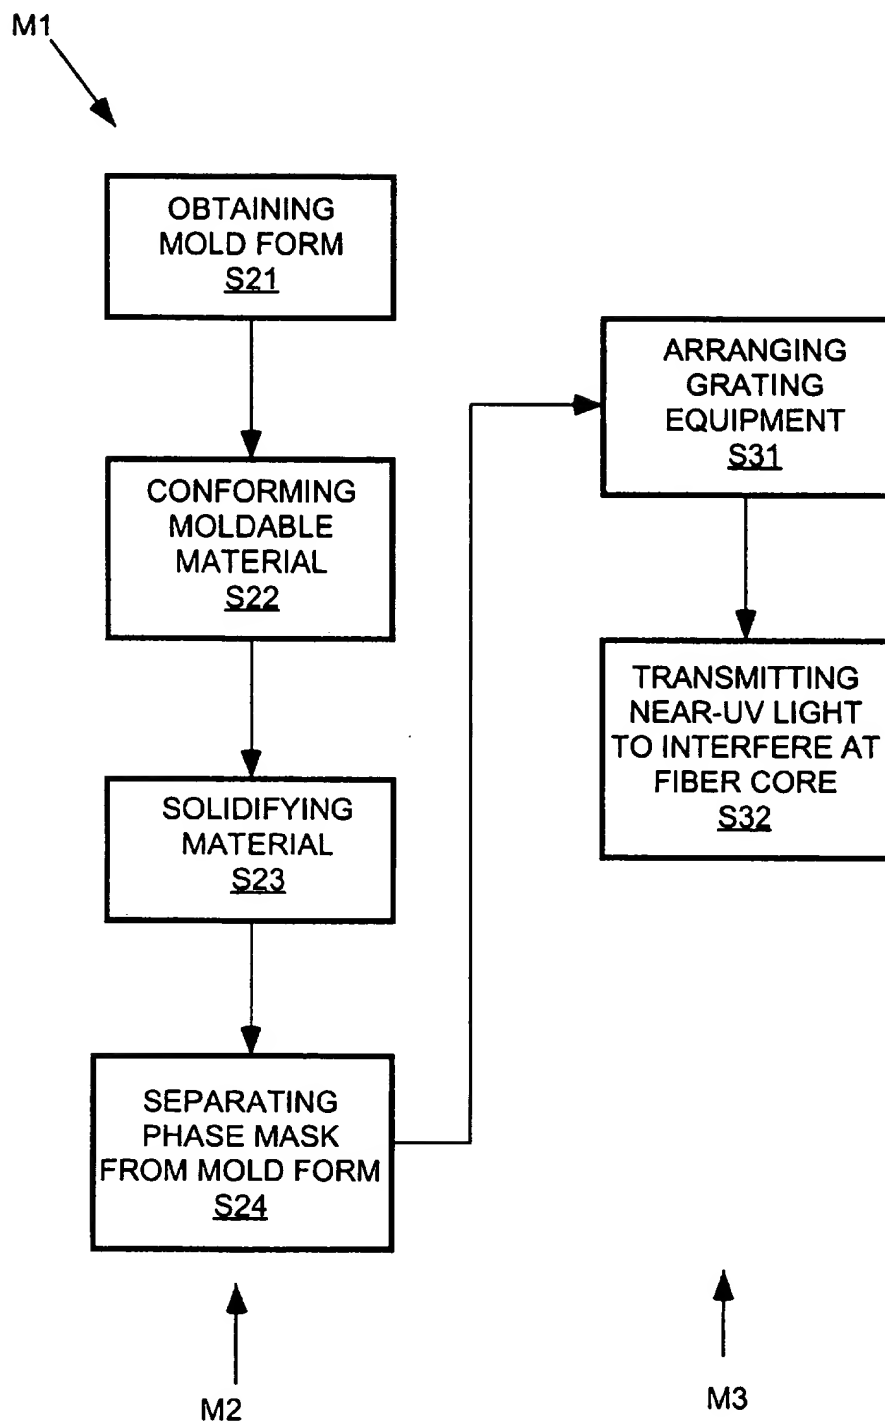 M1
OBTAINING
MOLD FORM
S21
CONFORMING
MOLDABLE
MATERIAL
S22
SOLIDIFYING
MATERIAL
S23
SEPARATING
PHASE MASK
FROM MOLD FORM
S24
M2
ARRANGING
GRATING
EQUIPMENT
S31
TRANSMITTING
NEAR-UV LIGHT
TO INTERFERE AT
FIBER CORE
S32
M3